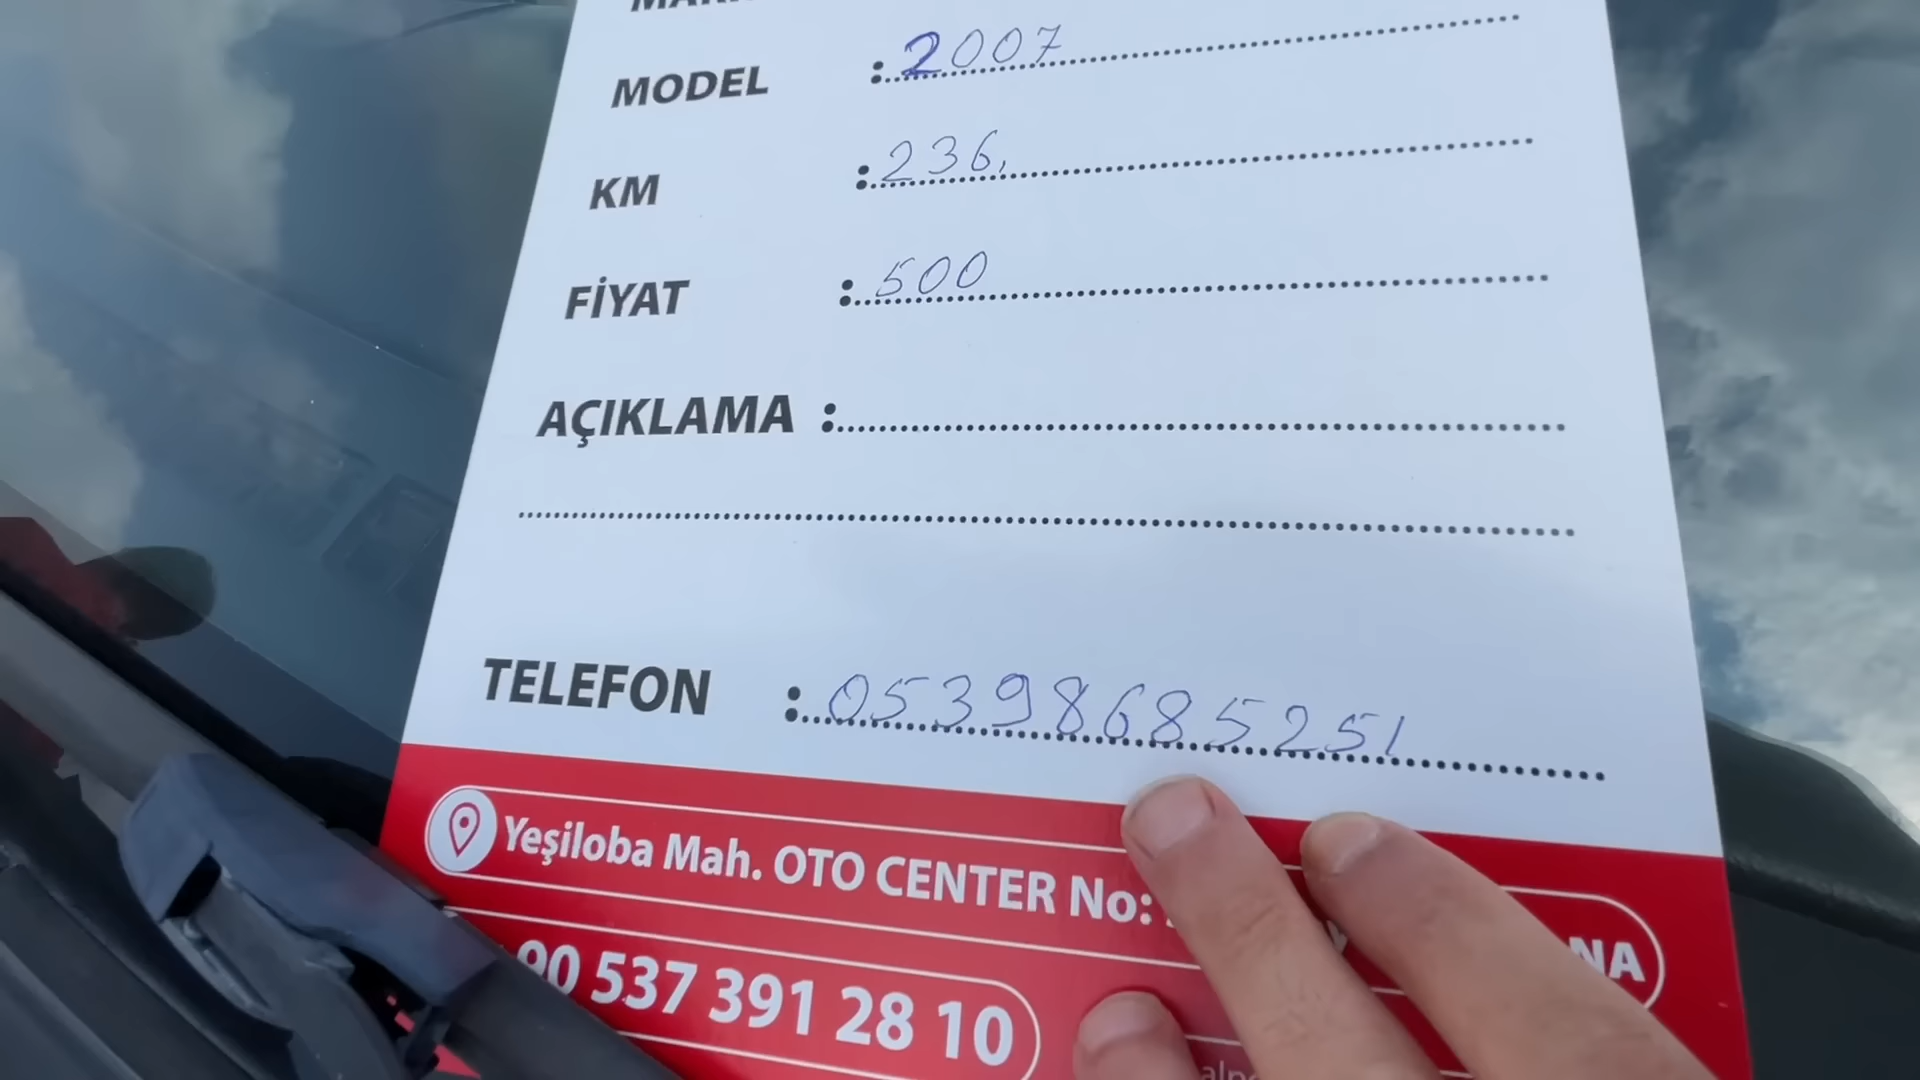 MODEL : 2007
KM : 236,
FİYAT : 500
AÇIKLAMA :
TELEFON : 05398685251
Yeşiloba Mah. OTO CENTER No: NA
90 537 391 28 10